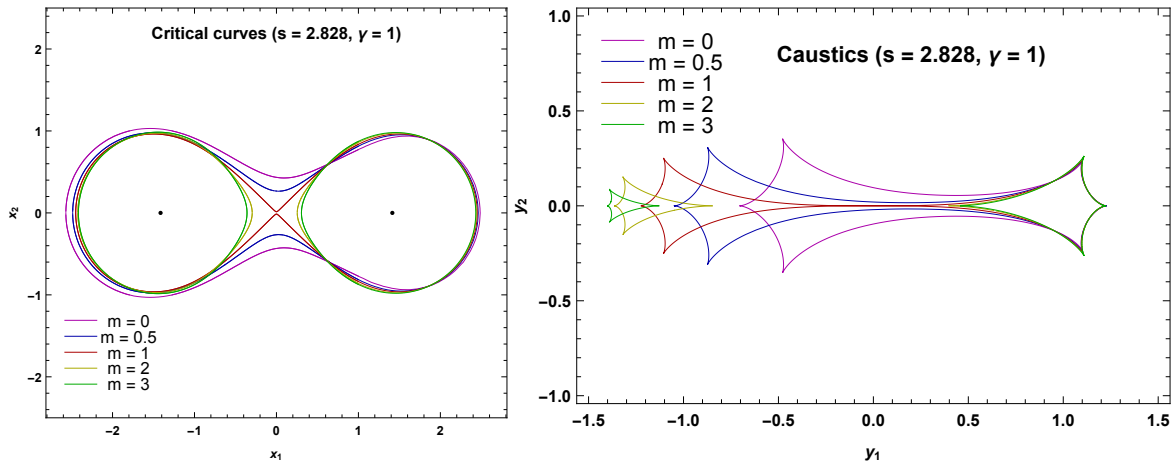 Critical curves (s = 2.828, γ = 1)
2
1
0
−1
−2
x₂
m = 0
m = 0.5
m = 1
m = 2
m = 3
−2 −1 0 1 2
x₁
Caustics (s = 2.828, γ = 1)
1.0
0.5
0.0
−0.5
−1.0
y₂
m = 0
m = 0.5
m = 1
m = 2
m = 3
−1.5 −1.0 −0.5 0.0 0.5 1.0 1.5
y₁